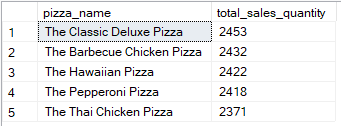 pizza_name total_sales_quantity
1 The Classic Deluxe Pizza 2453
2 The Barbecue Chicken Pizza 2432
3 The Hawaiian Pizza 2422
4 The Pepperoni Pizza 2418
5 The Thai Chicken Pizza 2371